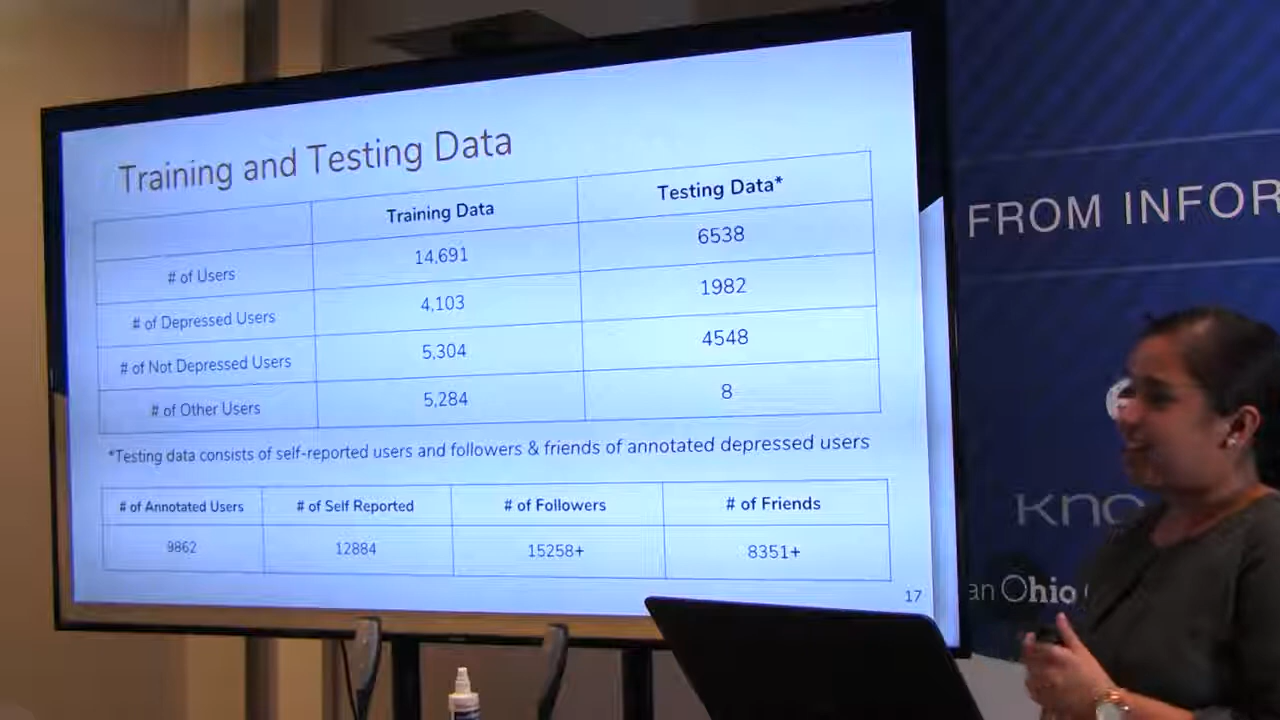 Training and Testing Data
Training Data Testing Data*
# of Users 14,691 6538
# of Depressed Users 4,103 1982
# of Not Depressed Users 5,304 4548
# of Other Users 5,284 8
*Testing data consists of self-reported users and followers & friends of annotated depressed users
# of Annotated Users # of Self Reported # of Followers # of Friends
9862 12884 15258+ 8351+
17
FROM INFOR
kno
an Ohio